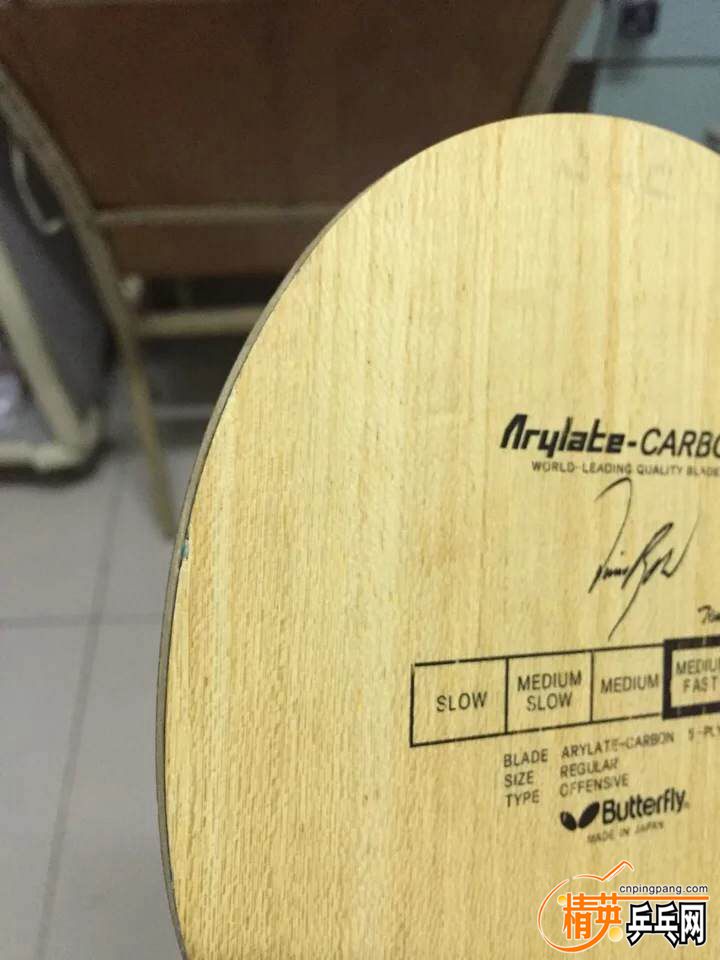 Arylate-CARBO
WORLD-LEADING QUALITY BLADE
SLOW
MEDIUM SLOW
MEDIUM
MEDIUM FAST
BLADE ARYLATE-CARBON 5-PLY
SIZE REGULAR
TYPE OFFENSIVE
Butterfly
MADE IN JAPAN
cnpingpang.com
精英乒乓网